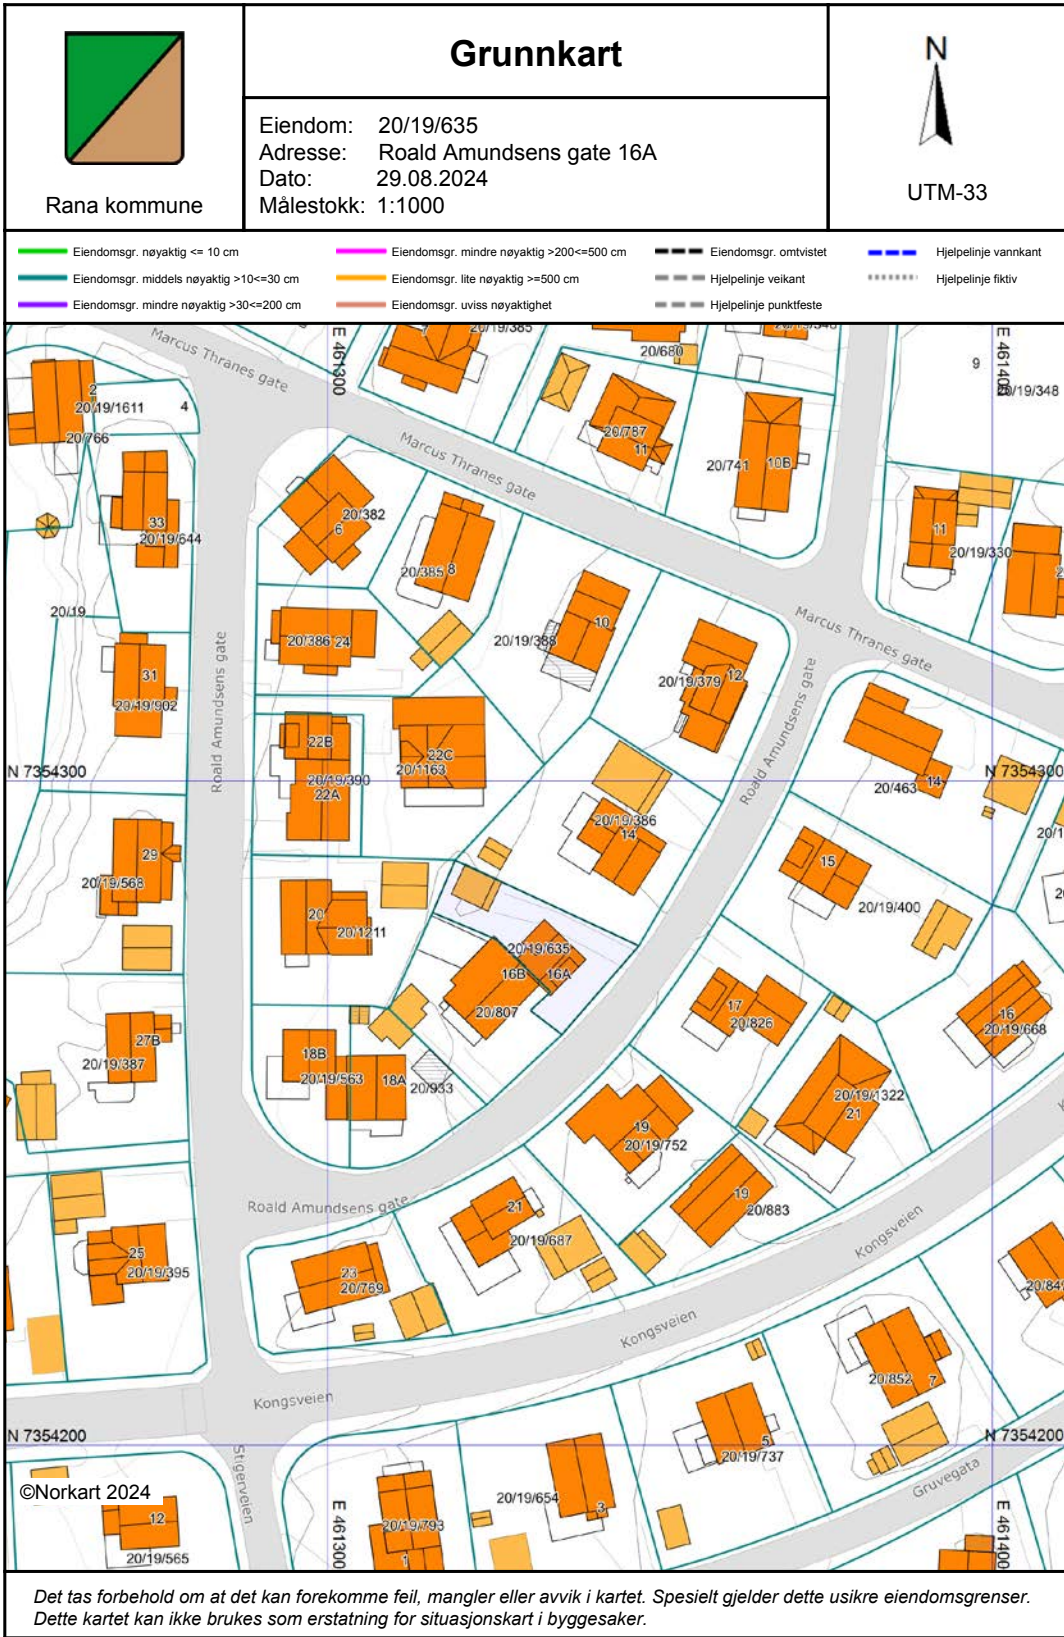 Grunnkart
Rana kommune
Eiendom: 20/19/635
Adresse: Roald Amundsens gate 16A
Dato: 29.08.2024
Målestokk: 1:1000
N
UTM-33
Eiendomsgr. nøyaktig <= 10 cm
Eiendomsgr. middels nøyaktig >10<=30 cm
Eiendomsgr. mindre nøyaktig >30<=200 cm
Eiendomsgr. mindre nøyaktig >200<=500 cm
Eiendomsgr. lite nøyaktig >=500 cm
Eiendomsgr. uviss nøyaktighet
Eiendomsgr. omtvistet
Hjelpelinje veikant
Hjelpelinje punktfeste
Hjelpelinje vannkant
Hjelpelinje fiktiv
Marcus Thranes gate
E 461300
20/19/385
20/680
E 461400
9
20/19/348
2
20/19/1611
4
20/766
20/787
11
20/741
10B
Marcus Thranes gate
33
20/19/644
20/382
6
20/385
8
11
20/19/330
20/19
20/386
24
20/19/388
10
20/19/379
12
Marcus Thranes gate
31
20/19/902
Roald Amundsens gate
22B
22C
20/1163
20/19/390
22A
Roald Amundsens gate
N 7354300
N 7354300
20/463
14
20/19/386
14
29
20/19/568
15
20/19/400
20
20/1211
20/19/635
16B
16A
20/807
17
20/826
16
20/19/668
27B
20/19/387
18B
20/19/563
18A
20/933
20/19/1322
21
19
20/19/752
Roald Amundsens gate
21
20/19/687
19
20/883
Kongsveien
25
20/19/395
23
20/769
Kongsveien
20/852
7
Kongsveien
N 7354200
N 7354200
5
20/19/737
Gruvegata
Stigerveien
©Norkart 2024
12
20/19/565
E 461300
20/19/793
1
20/19/654
3
E 461400
Det tas forbehold om at det kan forekomme feil, mangler eller avvik i kartet. Spesielt gjelder dette usikre eiendomsgrenser.
Dette kartet kan ikke brukes som erstatning for situasjonskart i byggesaker.